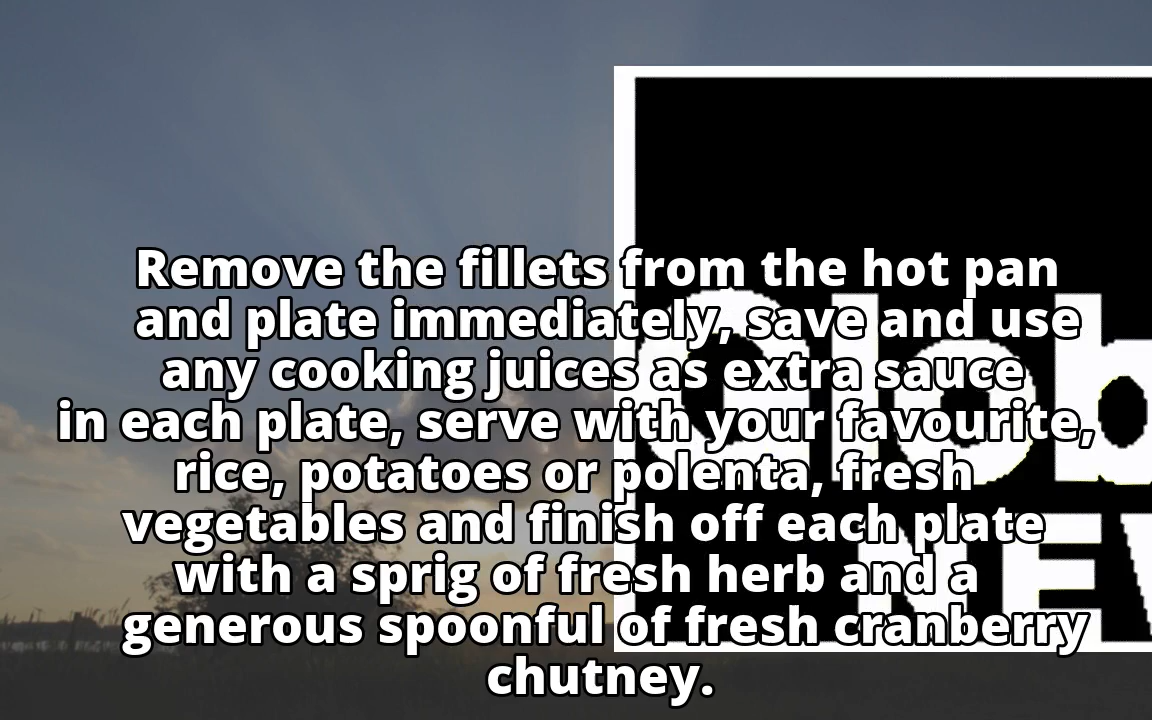 Remove the fillets from the hot pan
and plate immediately, save and use
any cooking juices as extra sauce
in each plate, serve with your favourite,
rice, potatoes or polenta, fresh
vegetables and finish off each plate
with a sprig of fresh herb and a
generous spoonful of fresh cranberry
chutney.